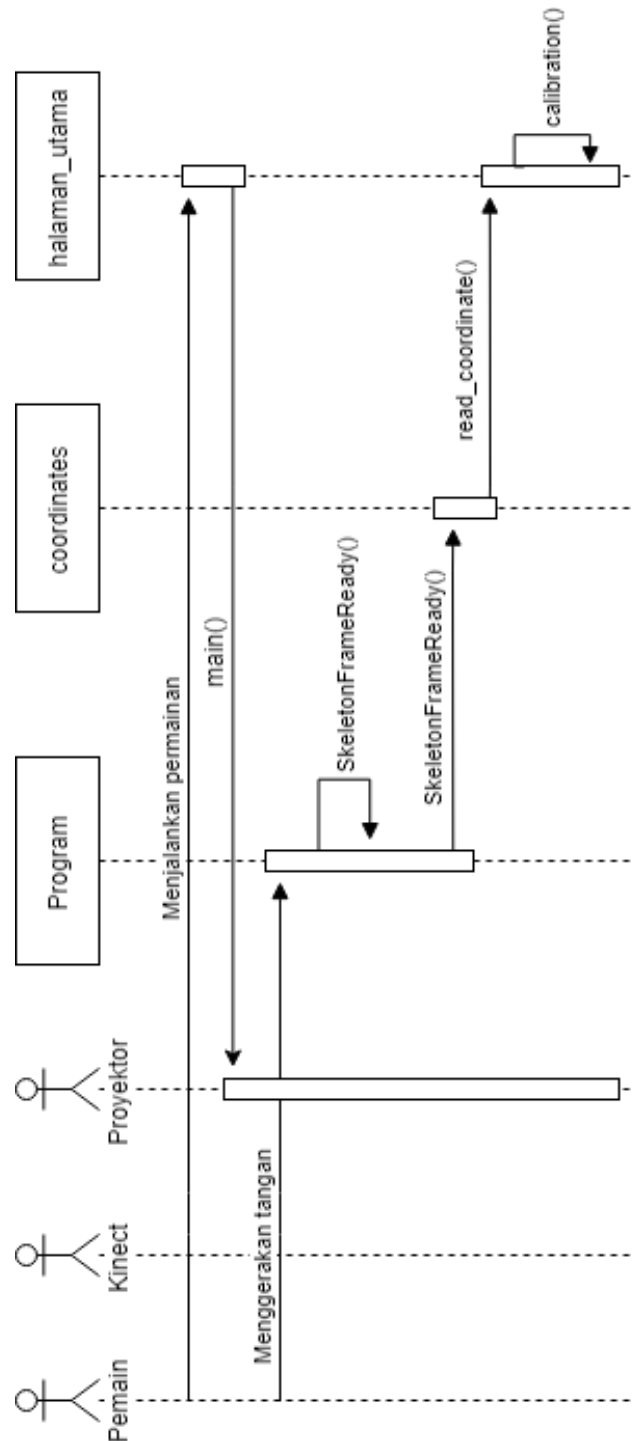 Pemain
Kinect
Proyektor
Program
coordinates
halaman_utama
Menjalankan permainan
main()
Menggerakan tangan
SkeletonFrameReady()
SkeletonFrameReady()
read_coordinate()
calibration()